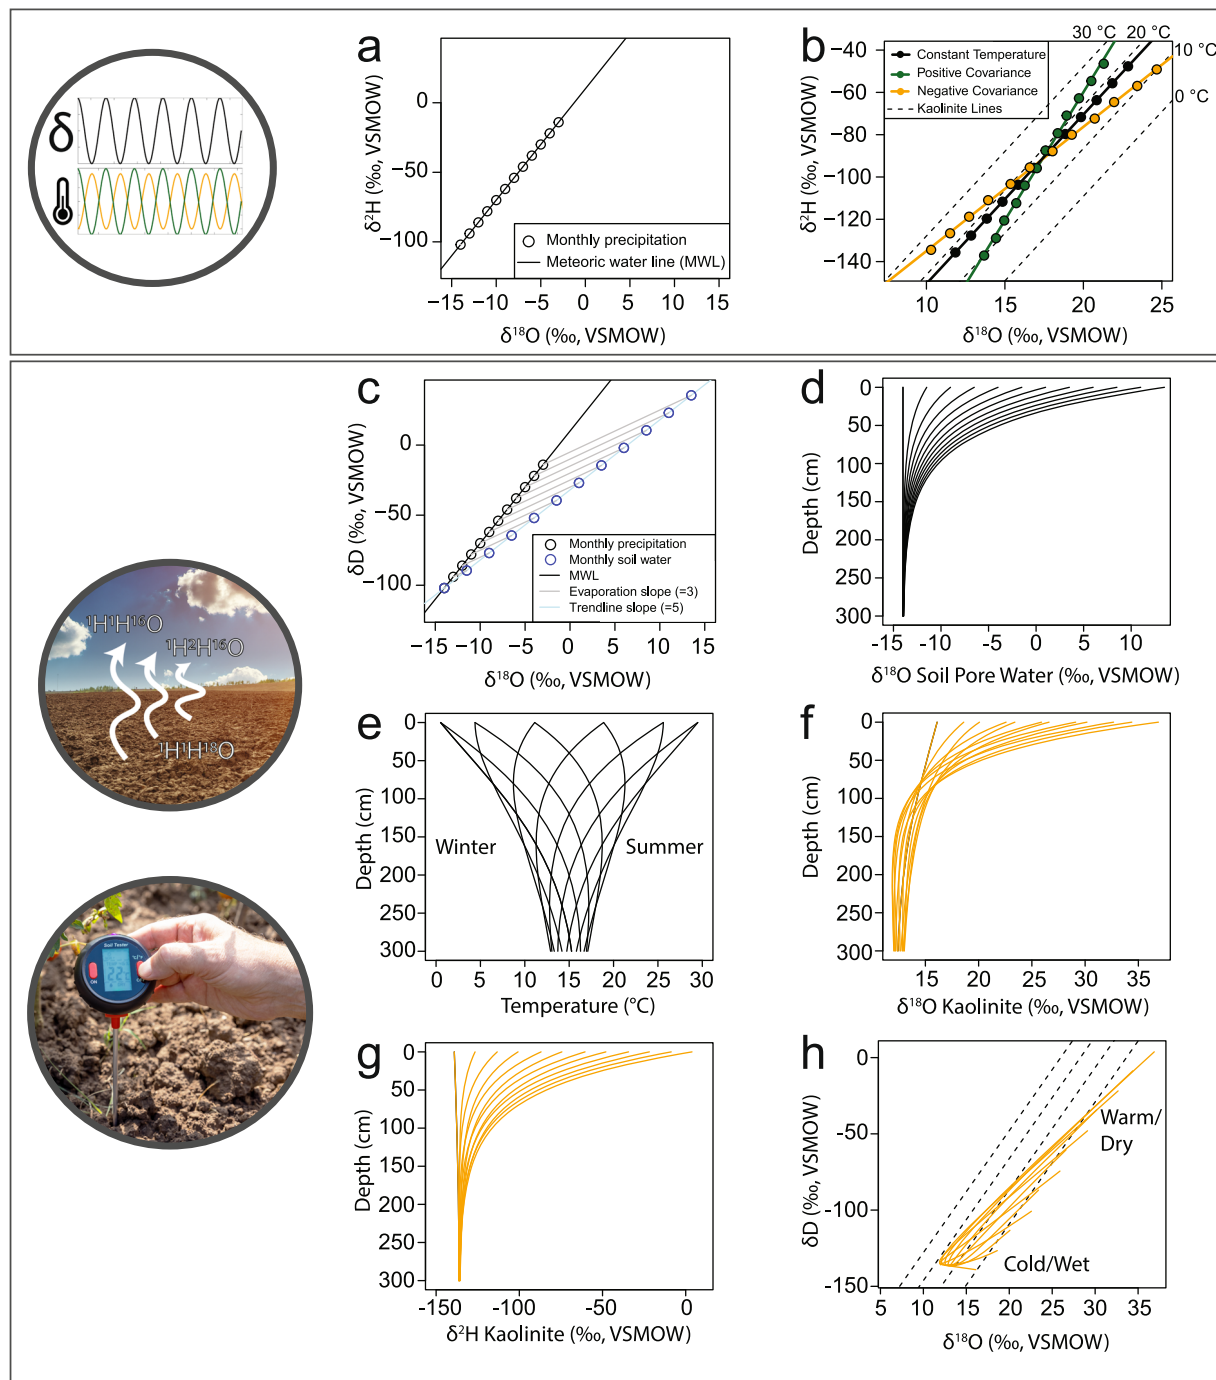 δ
a
0
−50
−100
δ²H (‰, VSMOW)
Monthly precipitation
Meteoric water line (MWL)
−15
−10
−5
0
5
10
15
δ¹⁸O (‰, VSMOW)
b
30 °C
20 °C
10 °C
0 °C
Constant Temperature
Positive Covariance
Negative Covariance
Kaolinite Lines
−40
−60
−80
−100
−120
−140
δ²H (‰, VSMOW)
10
15
20
25
δ¹⁸O (‰, VSMOW)
c
0
−50
−100
δD (‰, VSMOW)
Monthly precipitation
Monthly soil water
MWL
Evaporation slope (=3)
Trendline slope (=5)
−15
−10
−5
0
5
10
15
δ¹⁸O (‰, VSMOW)
d
0
50
100
150
200
250
300
Depth (cm)
-15
-10
-5
0
5
10
δ¹⁸O Soil Pore Water (‰, VSMOW)
¹H¹H¹⁶O
¹H²H¹⁶O
¹H¹H¹⁸O
e
0
50
100
150
200
250
300
Depth (cm)
Winter
Summer
0
5
10
15
20
25
30
Temperature (°C)
f
0
50
100
150
200
250
300
Depth (cm)
15
20
25
30
35
δ¹⁸O Kaolinite (‰, VSMOW)
Soil Tester
ON
g
0
50
100
150
200
250
300
Depth (cm)
-150
-100
-50
0
δ²H Kaolinite (‰, VSMOW)
h
0
-50
-100
-150
δD (‰, VSMOW)
Warm/
Dry
Cold/Wet
5
10
15
20
25
30
35
δ¹⁸O (‰, VSMOW)